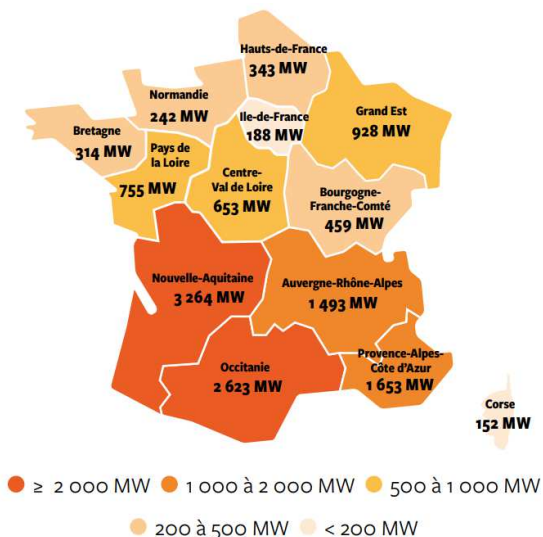 Hauts-de-France
343 MW
Normandie
242 MW
Ile-de-France
188 MW
Grand Est
928 MW
Bretagne
314 MW
Pays de
la Loire
755 MW
Centre-
Val de Loire
653 MW
Bourgogne-
Franche-Comté
459 MW
Nouvelle-Aquitaine
3 264 MW
Auvergne-Rhône-Alpes
1 493 MW
Occitanie
2 623 MW
Provence-Alpes-
Côte d'Azur
1 653 MW
Corse
152 MW
≥ 2 000 MW 1 000 à 2 000 MW 500 à 1 000 MW
200 à 500 MW < 200 MW